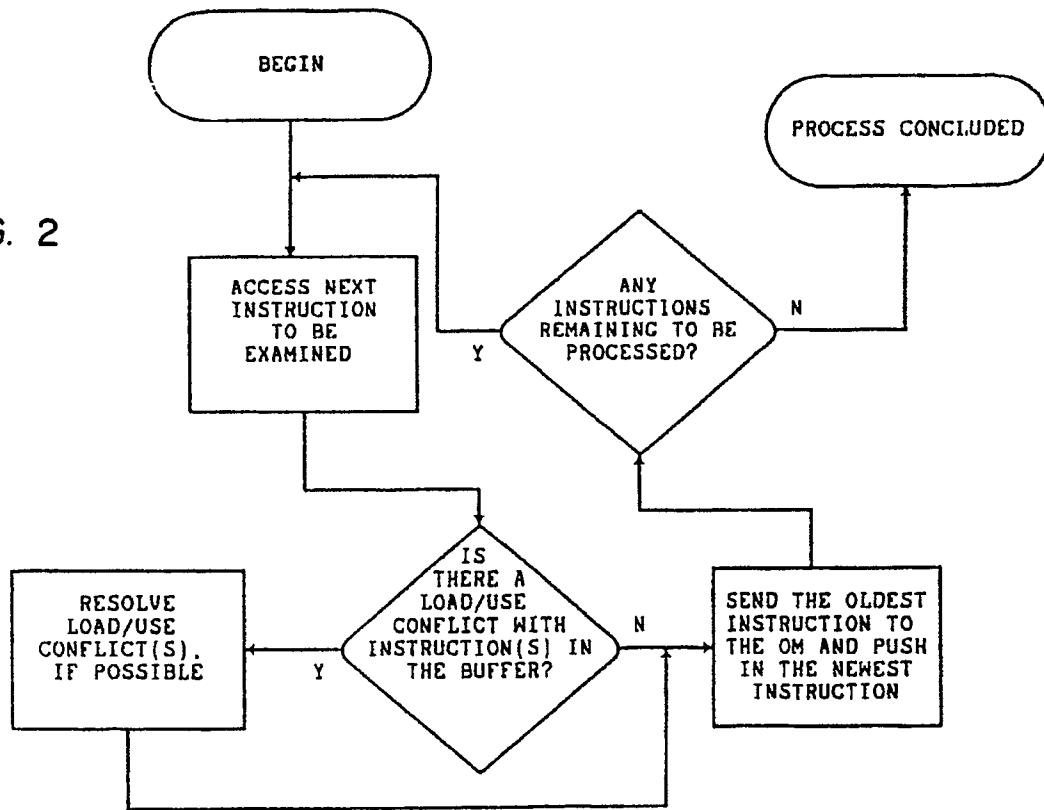 BEGIN
PROCESS CONCLUDED
G. 2
ACCESS NEXT
INSTRUCTION
TO BE
EXAMINED
ANY
INSTRUCTIONS
REMAINING TO BE
PROCESSED?
N
Y
IS
THERE A
LOAD/USE
CONFLICT WITH
INSTRUCTION(S) IN
THE BUFFER?
N
Y
RESOLVE
LOAD/USE
CONFLICT(S),
IF POSSIBLE
SEND THE OLDEST
INSTRUCTION TO
THE OM AND PUSH
IN THE NEWEST
INSTRUCTION